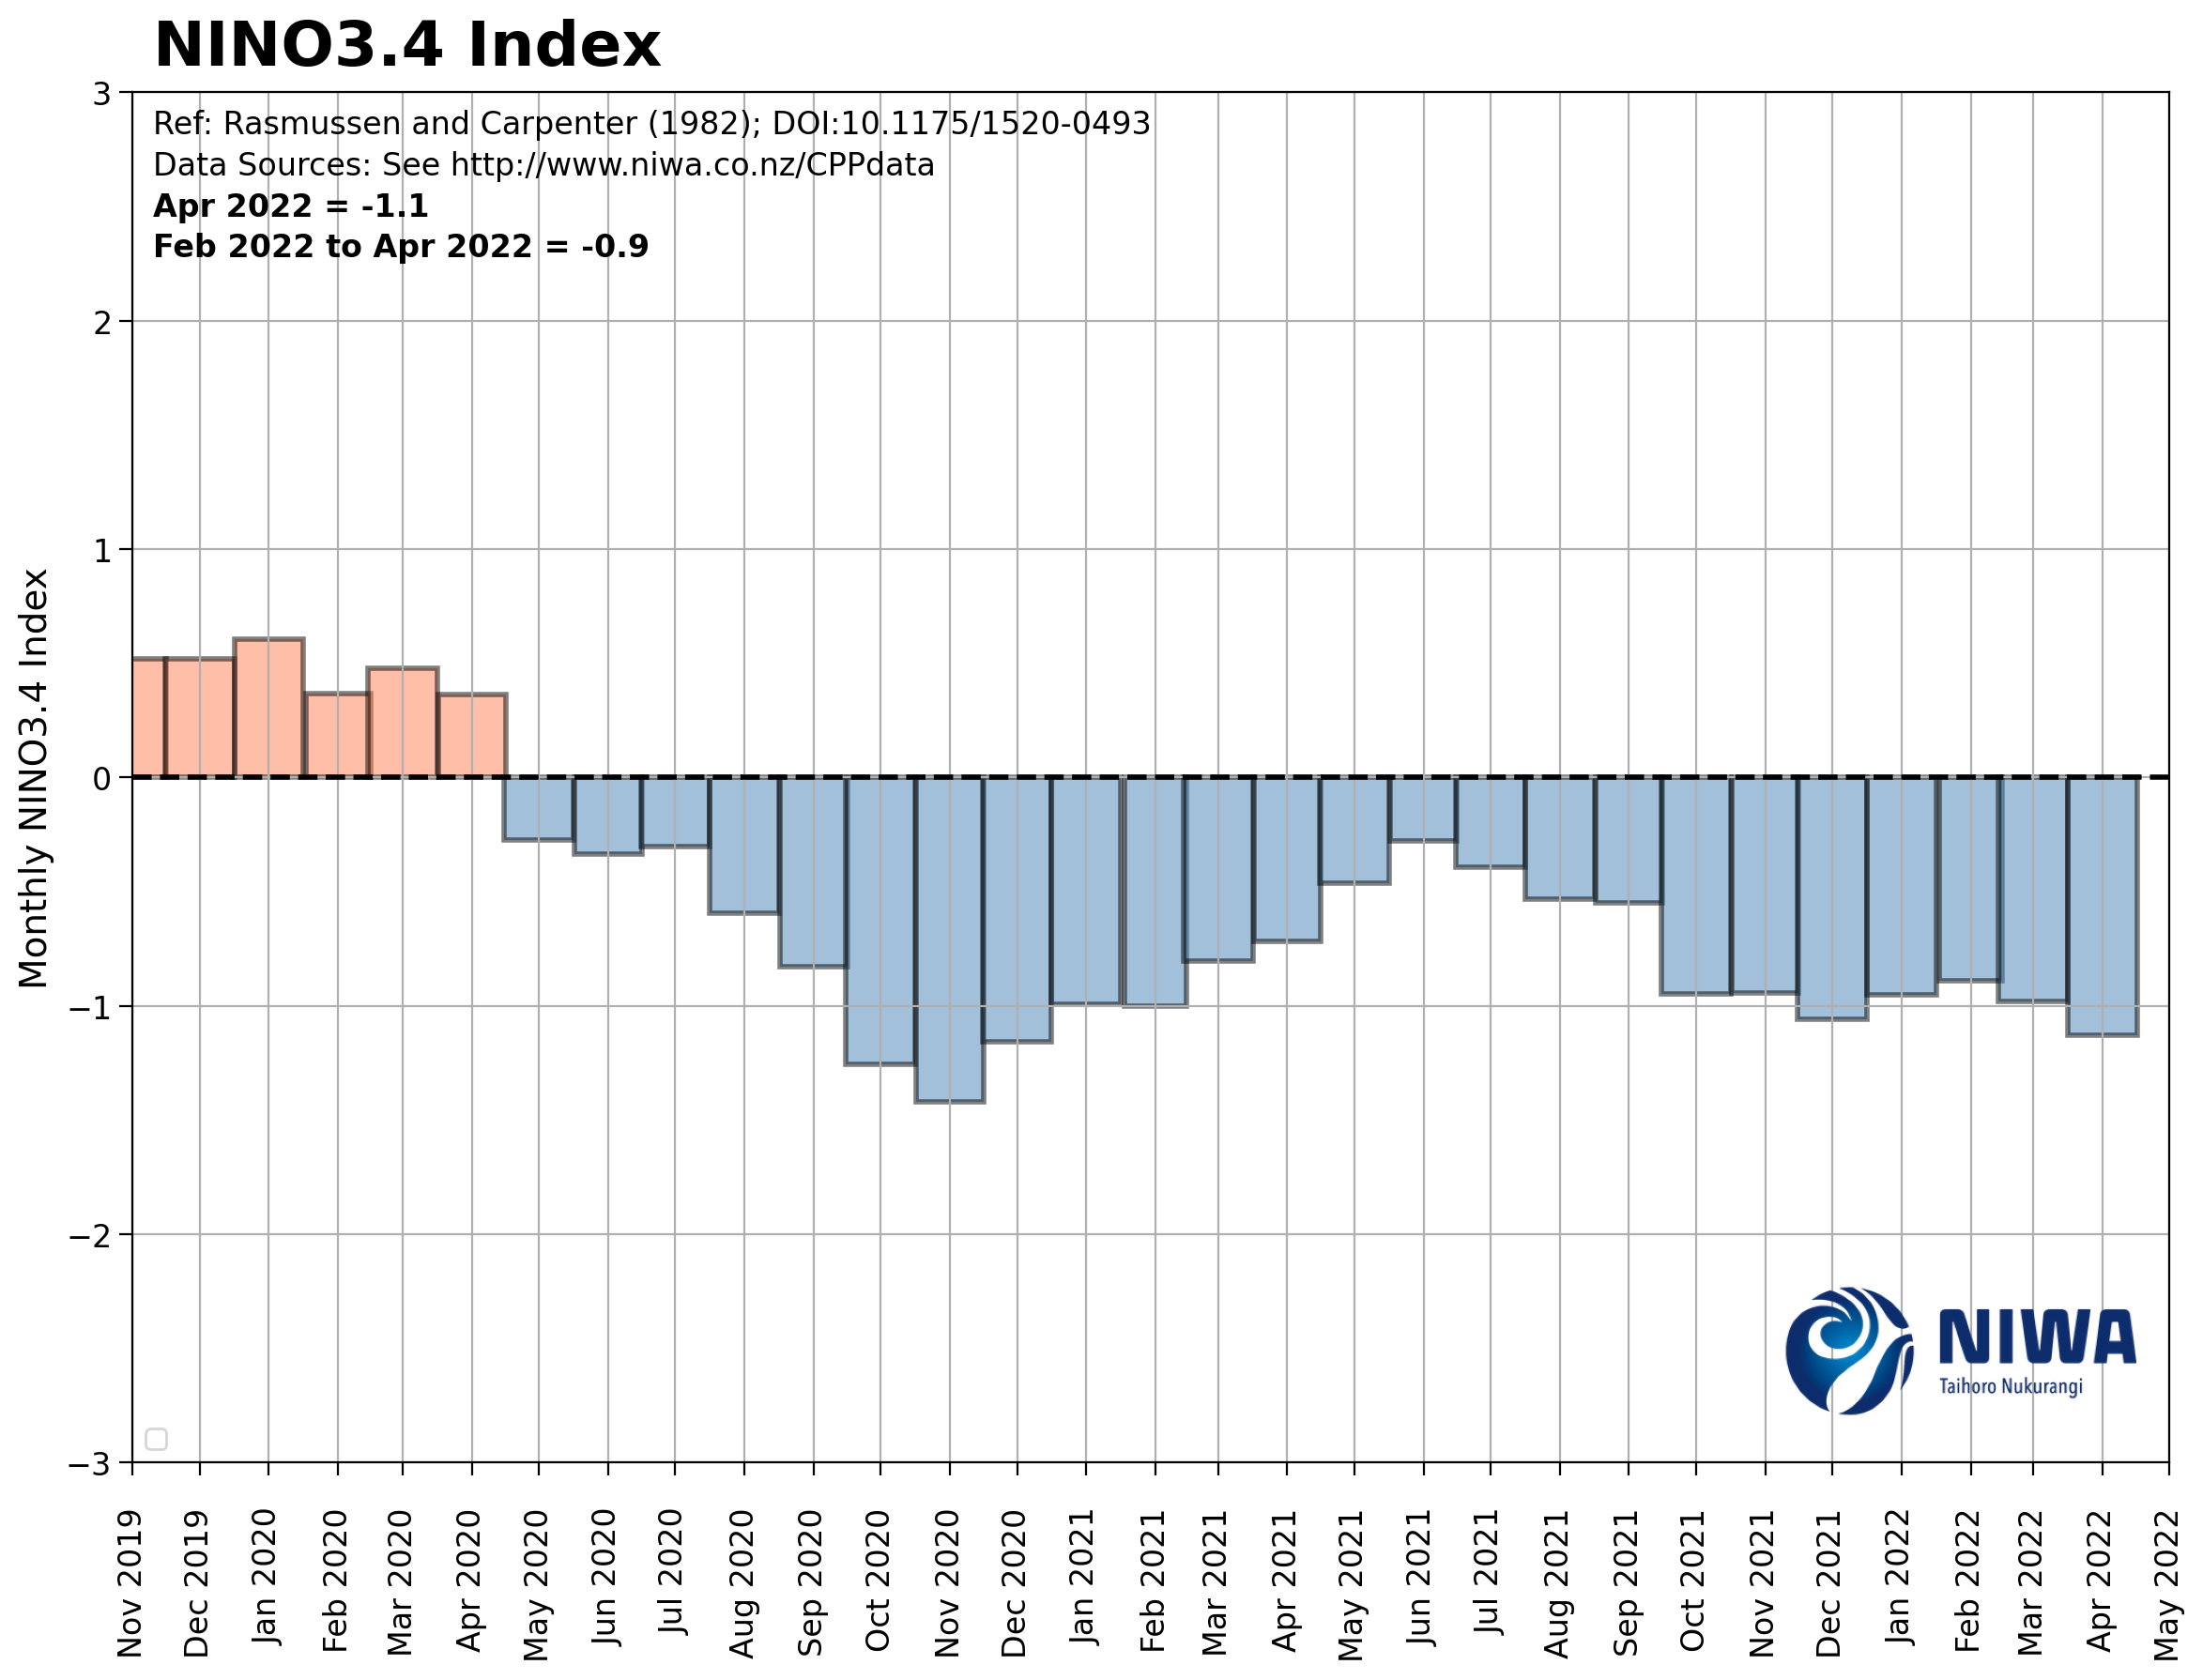 NINO3.4 Index
Ref: Rasmussen and Carpenter (1982); DOI:10.1175/1520-0493
Data Sources: See http://www.niwa.co.nz/CPPdata
Apr 2022 = -1.1
Feb 2022 to Apr 2022 = -0.9
Monthly NINO3.4 Index
3
2
1
0
−1
−2
−3
NIWA
Taihoro Nukurangi
Nov 2019
Dec 2019
Jan 2020
Feb 2020
Mar 2020
Apr 2020
May 2020
Jun 2020
Jul 2020
Aug 2020
Sep 2020
Oct 2020
Nov 2020
Dec 2020
Jan 2021
Feb 2021
Mar 2021
Apr 2021
May 2021
Jun 2021
Jul 2021
Aug 2021
Sep 2021
Oct 2021
Nov 2021
Dec 2021
Jan 2022
Feb 2022
Mar 2022
Apr 2022
May 2022